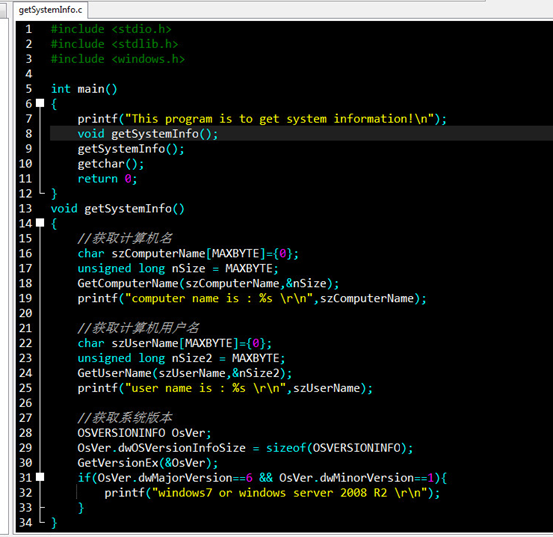 getSystemInfo.c
1 #include <stdio.h>
2 #include <stdlib.h>
3 #include <windows.h>
4
5 int main()
6 {
7 printf("This program is to get system information!\n");
8 void getSystemInfo();
9 getSystemInfo();
10 getchar();
11 return 0;
12 }
13 void getSystemInfo()
14 {
15 //获取计算机名
16 char szComputerName[MAXBYTE]={0};
17 unsigned long nSize = MAXBYTE;
18 GetComputerName(szComputerName,&nSize);
19 printf("computer name is : %s \r\n",szComputerName);
20
21 //获取计算机用户名
22 char szUserName[MAXBYTE]={0};
23 unsigned long nSize2 = MAXBYTE;
24 GetUserName(szUserName,&nSize2);
25 printf("user name is : %s \r\n",szUserName);
26
27 //获取系统版本
28 OSVERSIONINFO OsVer;
29 OsVer.dwOSVersionInfoSize = sizeof(OSVERSIONINFO);
30 GetVersionEx(&OsVer);
31 if(OsVer.dwMajorVersion==6 && OsVer.dwMinorVersion==1){
32 printf("windows7 or windows server 2008 R2 \r\n");
33 }
34 }